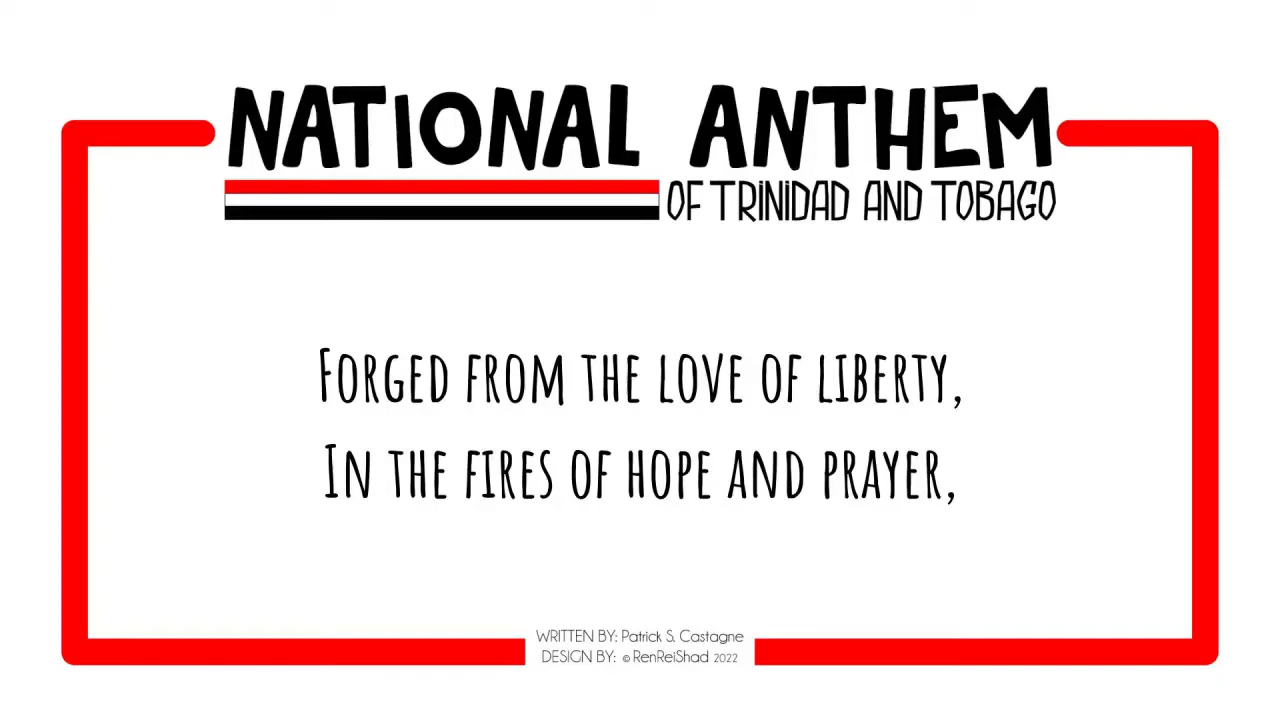 NATIONAL ANTHEM
OF TRINIDAD AND TOBAGO
FORGED FROM THE LOVE OF LIBERTY,
IN THE FIRES OF HOPE AND PRAYER,
WRITTEN BY: Patrick S. Castagne
DESIGN BY: © RenReiShad 2022